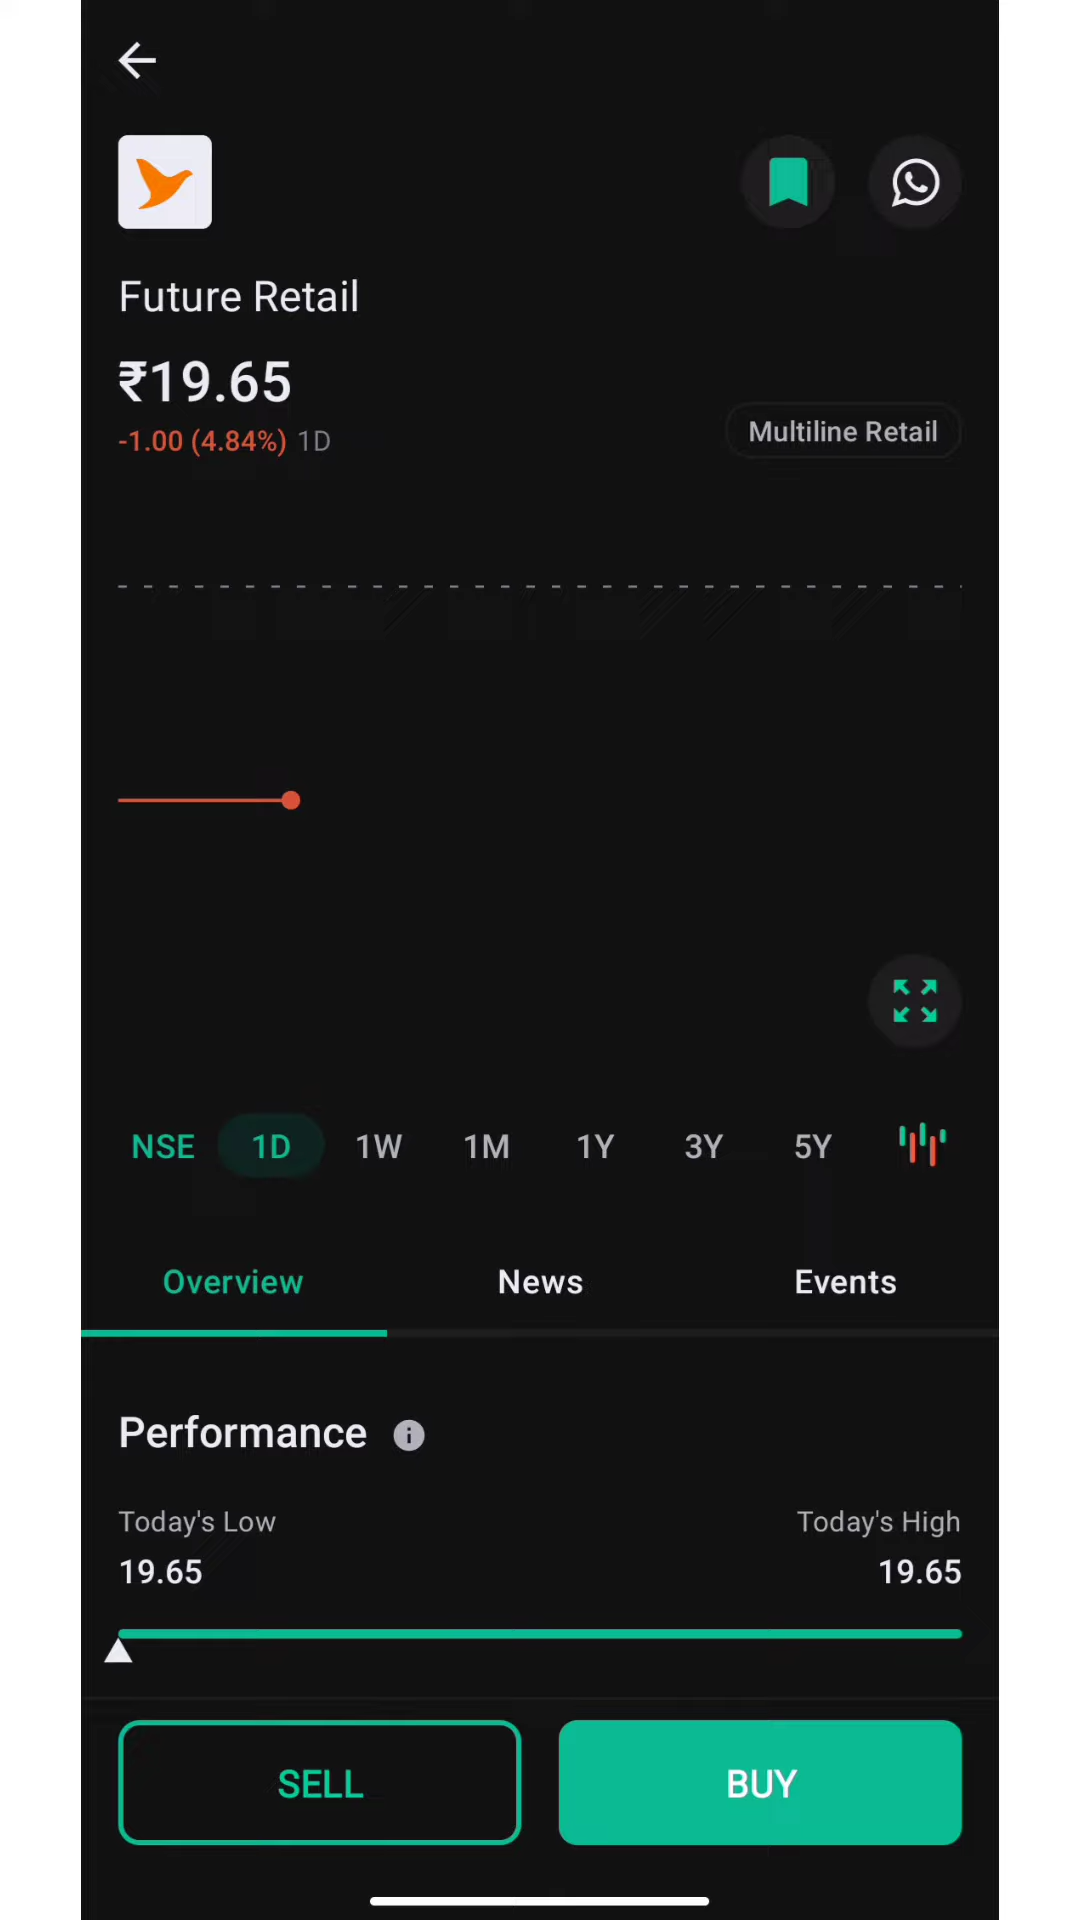 Future Retail
₹19.65
-1.00 (4.84%) 1D
Multiline Retail
NSE 1D 1W 1M 1Y 3Y 5Y
Overview News Events
Performance
Today's Low Today's High
19.65 19.65
SELL BUY